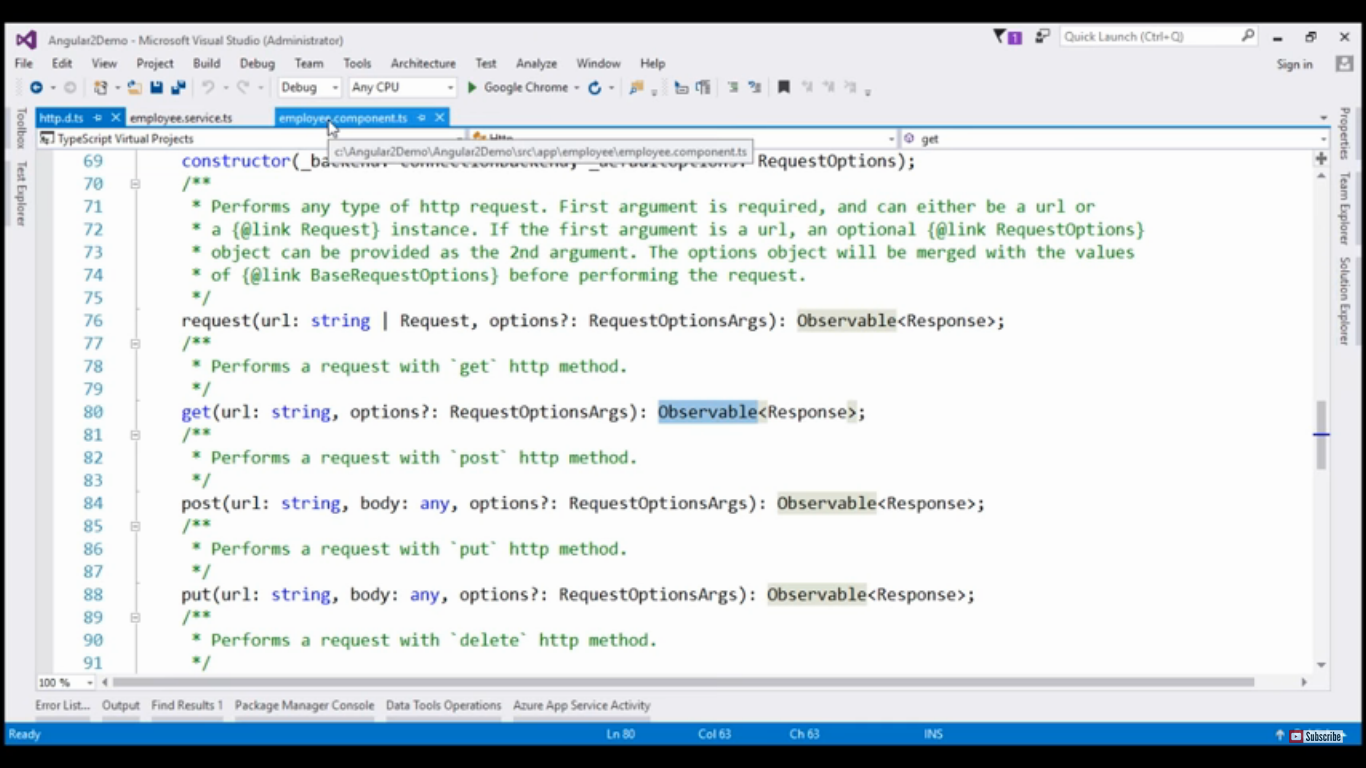 Angular2Demo - Microsoft Visual Studio (Administrator)
1
Quick Launch (Ctrl+Q)
File Edit View Project Build Debug Team Tools Architecture Test Analyze Window Help
Sign in
Debug Any CPU Google Chrome
http.d.ts employee.service.ts employee.component.ts
TypeScript Virtual Projects Http get
c:\Angular2Demo\Angular2Demo\src\app\employee\employee.component.ts
Toolbox
Test Explorer
Properties
Team Explorer
Solution Explorer
69 constructor(_backend: ConnectionBackend, _defaultOptions: RequestOptions);
70 /**
71 * Performs any type of http request. First argument is required, and can either be a url or
72 * a {@link Request} instance. If the first argument is a url, an optional {@link RequestOptions}
73 * object can be provided as the 2nd argument. The options object will be merged with the values
74 * of {@link BaseRequestOptions} before performing the request.
75 */
76 request(url: string | Request, options?: RequestOptionsArgs): Observable<Response>;
77 /**
78 * Performs a request with `get` http method.
79 */
80 get(url: string, options?: RequestOptionsArgs): Observable<Response>;
81 /**
82 * Performs a request with `post` http method.
83 */
84 post(url: string, body: any, options?: RequestOptionsArgs): Observable<Response>;
85 /**
86 * Performs a request with `put` http method.
87 */
88 put(url: string, body: any, options?: RequestOptionsArgs): Observable<Response>;
89 /**
90 * Performs a request with `delete` http method.
91 */
100 %
Error List... Output Find Results 1 Package Manager Console Data Tools Operations Azure App Service Activity
Ready Ln 80 Col 63 Ch 63 INS
Subscribe